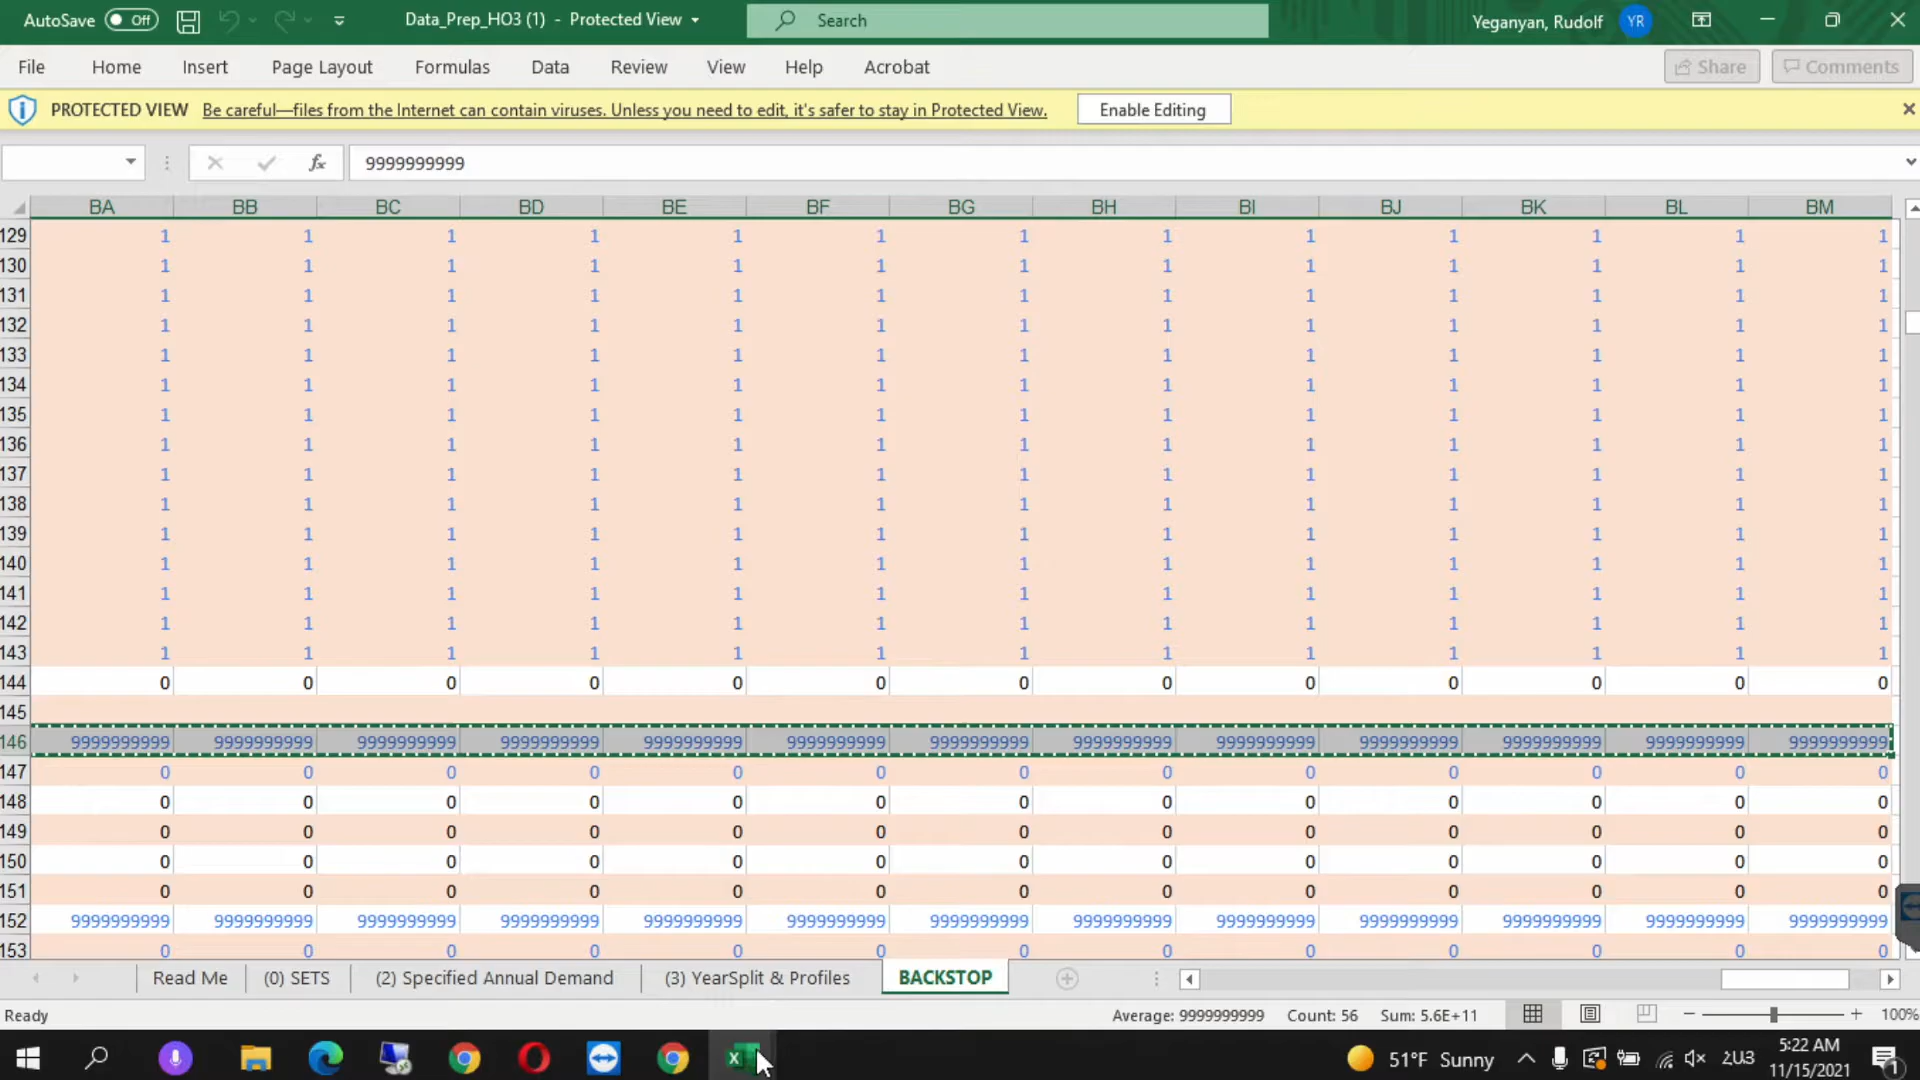 AutoSave Off Data_Prep_HO3 (1) - Protected View Search Yeganyan, Rudolf YR
File Home Insert Page Layout Formulas Data Review View Help Acrobat Share Comments
PROTECTED VIEW Be careful—files from the Internet can contain viruses. Unless you need to edit, it's safer to stay in Protected View. Enable Editing
fx 9999999999
BA BB BC BD BE BF BG BH BI BJ BK BL BM
129 1 1 1 1 1 1 1 1 1 1 1 1 1
130 1 1 1 1 1 1 1 1 1 1 1 1 1
131 1 1 1 1 1 1 1 1 1 1 1 1 1
132 1 1 1 1 1 1 1 1 1 1 1 1 1
133 1 1 1 1 1 1 1 1 1 1 1 1 1
134 1 1 1 1 1 1 1 1 1 1 1 1 1
135 1 1 1 1 1 1 1 1 1 1 1 1 1
136 1 1 1 1 1 1 1 1 1 1 1 1 1
137 1 1 1 1 1 1 1 1 1 1 1 1 1
138 1 1 1 1 1 1 1 1 1 1 1 1 1
139 1 1 1 1 1 1 1 1 1 1 1 1 1
140 1 1 1 1 1 1 1 1 1 1 1 1 1
141 1 1 1 1 1 1 1 1 1 1 1 1 1
142 1 1 1 1 1 1 1 1 1 1 1 1 1
143 1 1 1 1 1 1 1 1 1 1 1 1 1
144 0 0 0 0 0 0 0 0 0 0 0 0 0
145
146 9999999999 9999999999 9999999999 9999999999 9999999999 9999999999 9999999999 9999999999 9999999999 9999999999 9999999999 9999999999 9999999999
147 0 0 0 0 0 0 0 0 0 0 0 0 0
148 0 0 0 0 0 0 0 0 0 0 0 0 0
149 0 0 0 0 0 0 0 0 0 0 0 0 0
150 0 0 0 0 0 0 0 0 0 0 0 0 0
151 0 0 0 0 0 0 0 0 0 0 0 0 0
152 9999999999 9999999999 9999999999 9999999999 9999999999 9999999999 9999999999 9999999999 9999999999 9999999999 9999999999 9999999999 9999999999
153 0 0 0 0 0 0 0 0 0 0 0 0 0
Read Me (0) SETS (2) Specified Annual Demand (3) YearSplit & Profiles BACKSTOP
Ready Average: 9999999999 Count: 56 Sum: 5.6E+11 100%
51°F Sunny ՀԱՅ 5:22 AM
11/15/2021 1